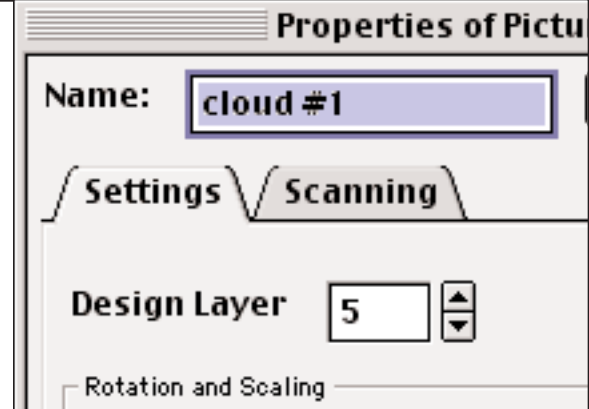 Properties of Pictu
Name: cloud #1
Settings Scanning
Design Layer 5
Rotation and Scaling